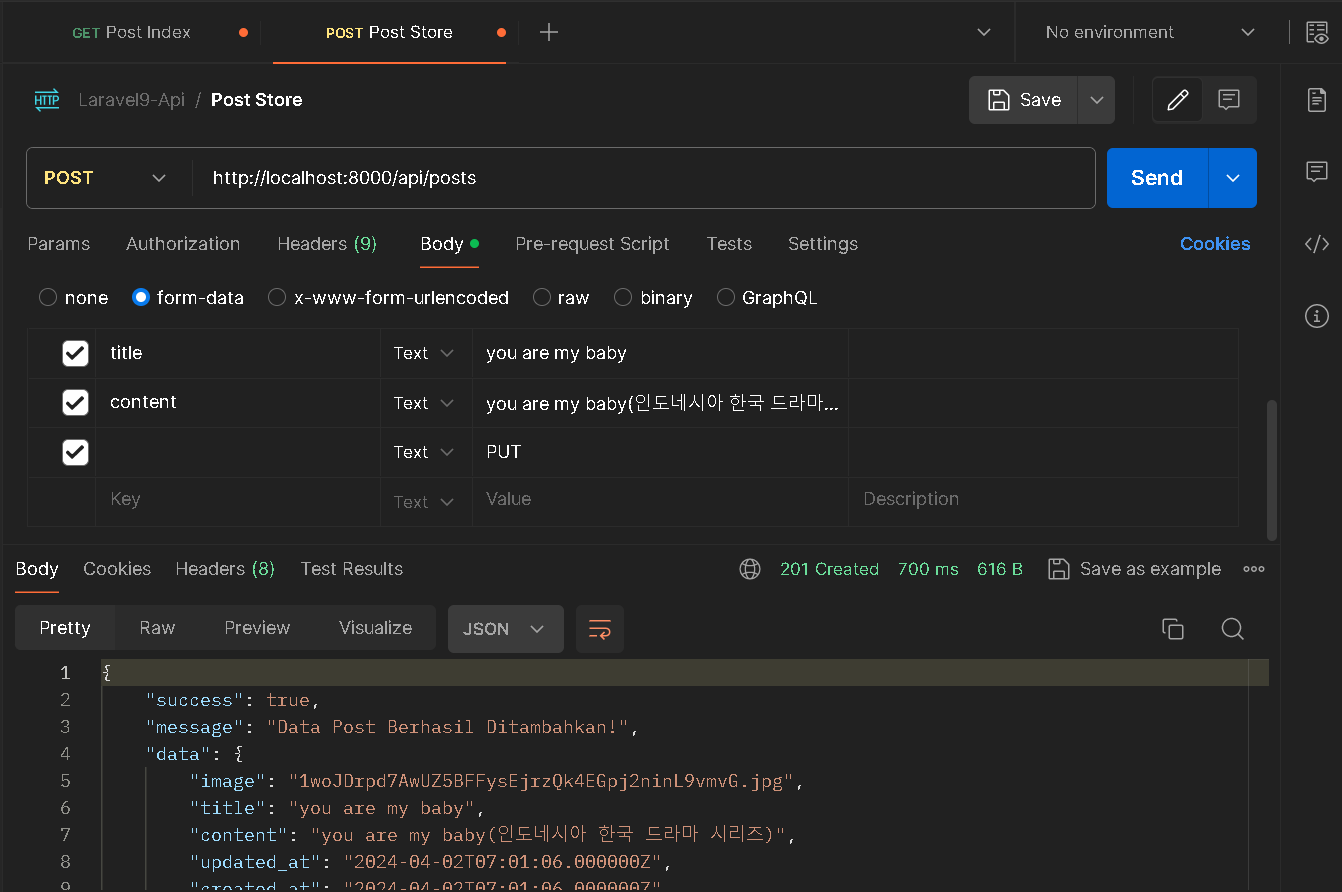 GET Post Index POST Post Store No environment
HTTP Laravel9-Api / Post Store Save
POST http://localhost:8000/api/posts Send
Params Authorization Headers (9) Body Pre-request Script Tests Settings Cookies
none form-data x-www-form-urlencoded raw binary GraphQL
title Text you are my baby
content Text you are my baby(인도네시아 한국 드라마...
Text PUT
Key Text Value Description
Body Cookies Headers (8) Test Results 201 Created 700 ms 616 B Save as example
Pretty Raw Preview Visualize JSON
1 {
2 "success": true,
3 "message": "Data Post Berhasil Ditambahkan!",
4 "data": {
5 "image": "1woJDrpd7AwUZ5BFFysEjrzQk4EGpj2ninL9vmvG.jpg",
6 "title": "you are my baby",
7 "content": "you are my baby(인도네시아 한국 드라마 시리즈)",
8 "updated_at": "2024-04-02T07:01:06.000000Z",
9 "created_at": "2024-04-02T07:01:06.000000Z"